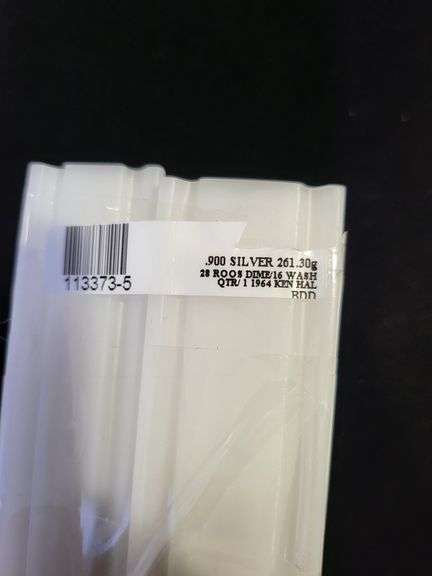 .900 SILVER 261.30g
28 ROOS DIME/16 WASH
QTR/ 1 1964 KEN HAL
BDD
113373-5